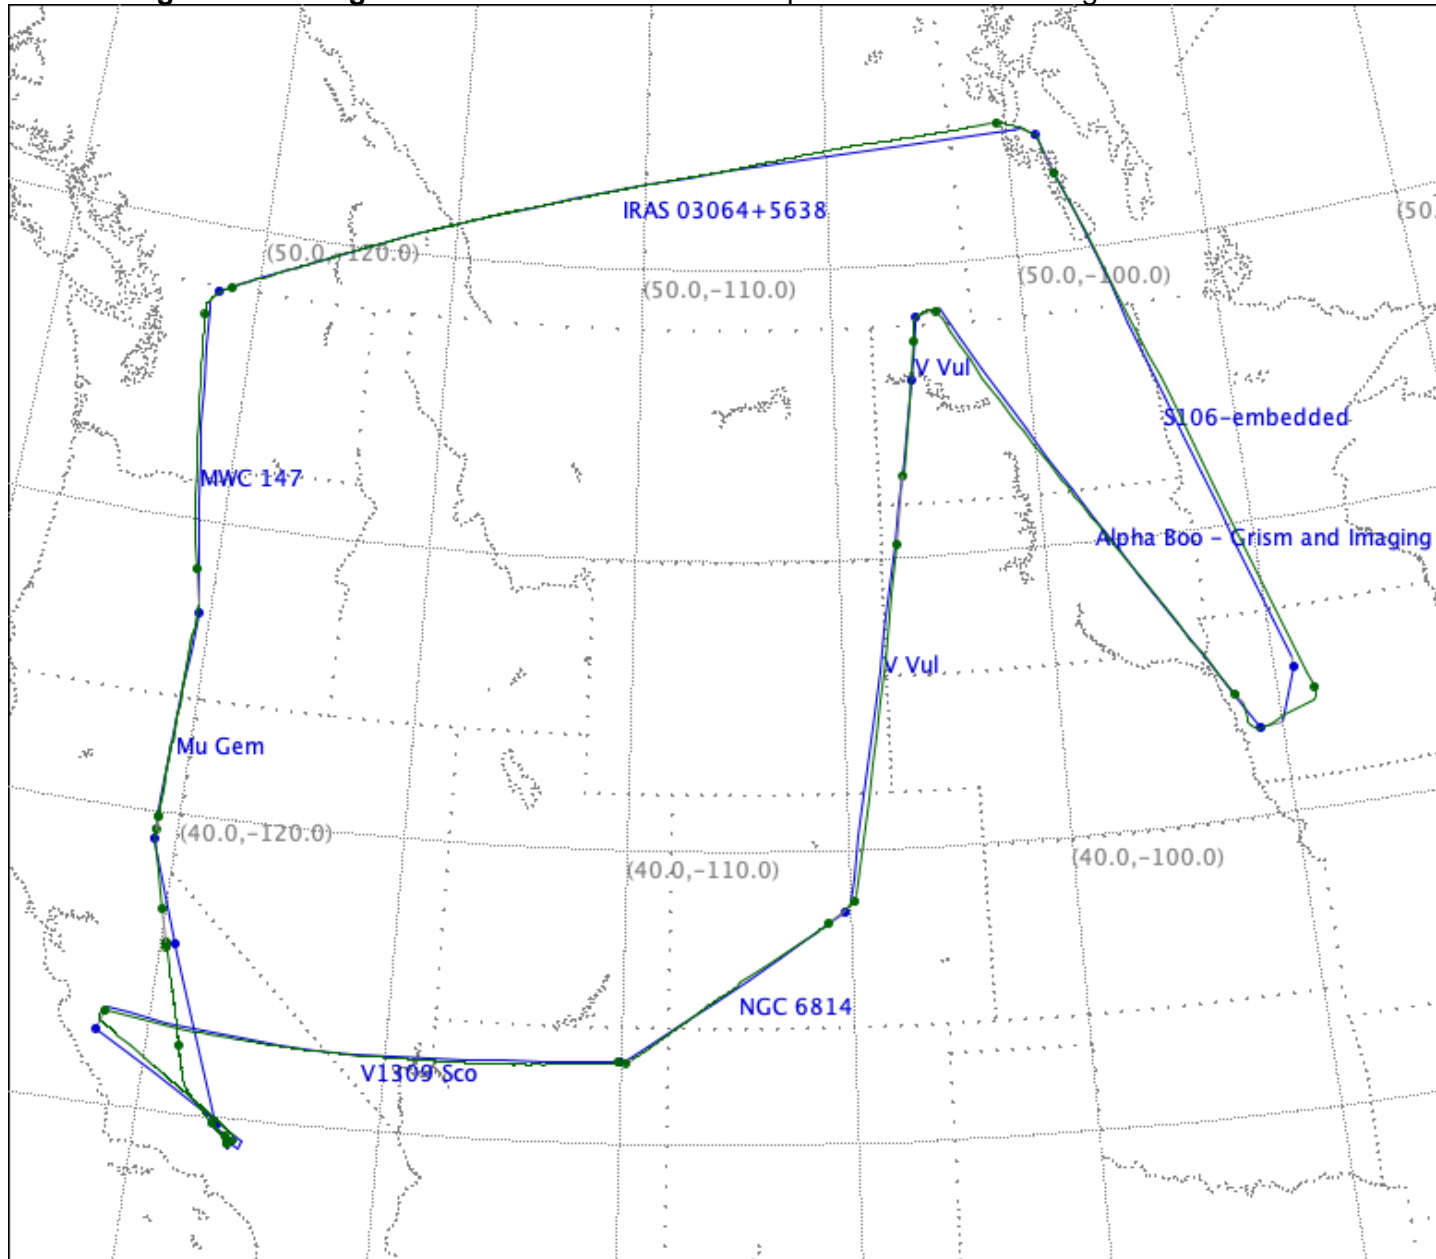 IRAS 03064+5638
(50.0,-120.0)
(50.0,-110.0)
(50.0,-100.0)
(50.
V Vul
S106-embedded
MWC 147
Alpha Boo - Grism and Imaging
V Vul
Mu Gem
(40.0,-120.0)
(40.0,-110.0)
(40.0,-100.0)
NGC 6814
V1309 Sco